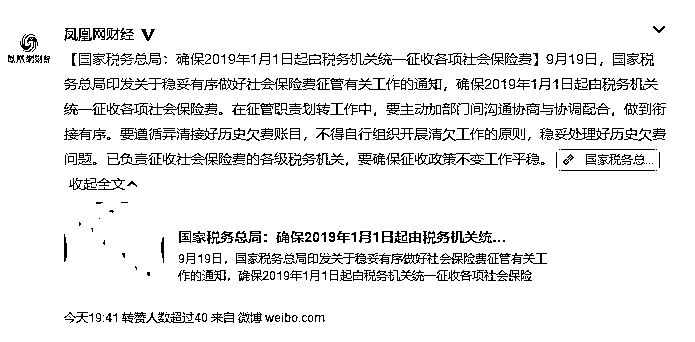 凤凰网财经
凤凰网财经
【国家税务总局：确保2019年1月1日起由税务机关统一征收各项社会保险费】9月19日，国家税
务总局印发关于稳妥有序做好社会保险费征管有关工作的通知，确保2019年1月1日起由税务机关
统一征收各项社会保险费。在征管职责划转工作中，要主动加部门间沟通协商与协调配合，做到衔
接有序。要遵循弄清接好历史欠费账目，不得自行组织开展清欠工作的原则，稳妥处理好历史欠费
问题。已负责征收社会保险费的各级税务机关，要确保征收政策不变工作平稳。 国家税务总...
收起全文
国家税务总局：确保2019年1月1日起由税务机关统...
9月19日，国家税务总局印发关于稳妥有序做好社会保险费征管有关工
作的通知，确保2019年1月1日起由税务机关统一征收各项社会保险
今天19:41 转赞人数超过40 来自 微博 weibo.com